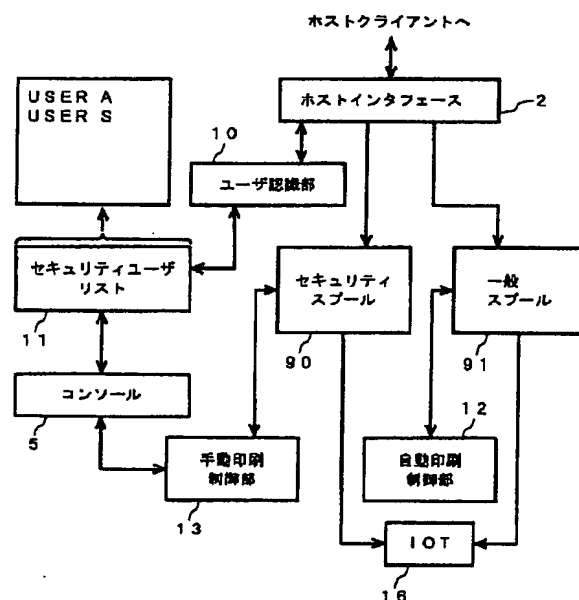 ホストクライアントへ
USER A
USER S
ホストインタフェース
2
10
ユーザ認識部
セキュリティユーザ
リスト
11
セキュリティ
スプール
90
一般
スプール
91
コンソール
5
12
手動印刷
制御部
13
自動印刷
制御部
IOT
16